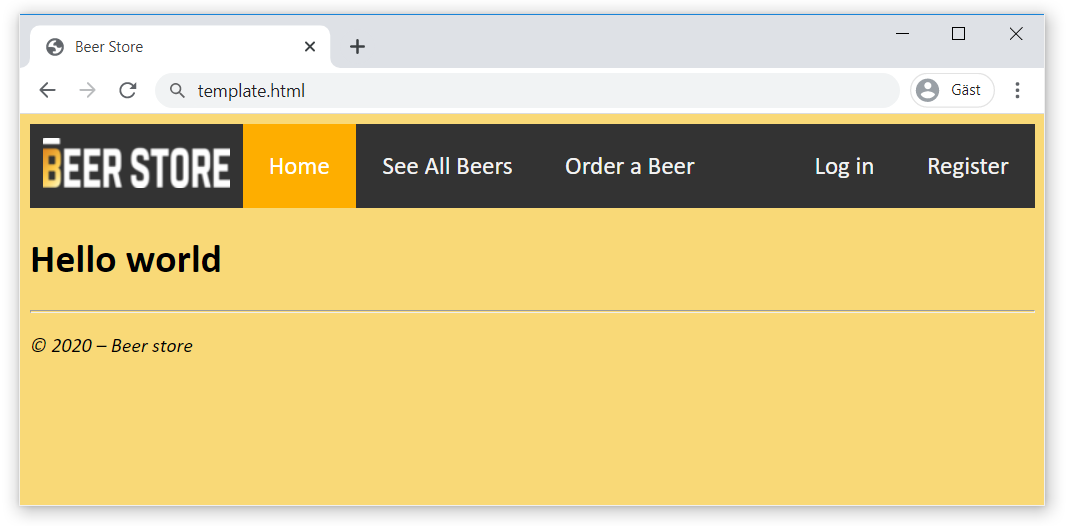 Beer Store
template.html
Gäst
BEER STORE Home See All Beers Order a Beer Log in Register
Hello world
© 2020 – Beer store